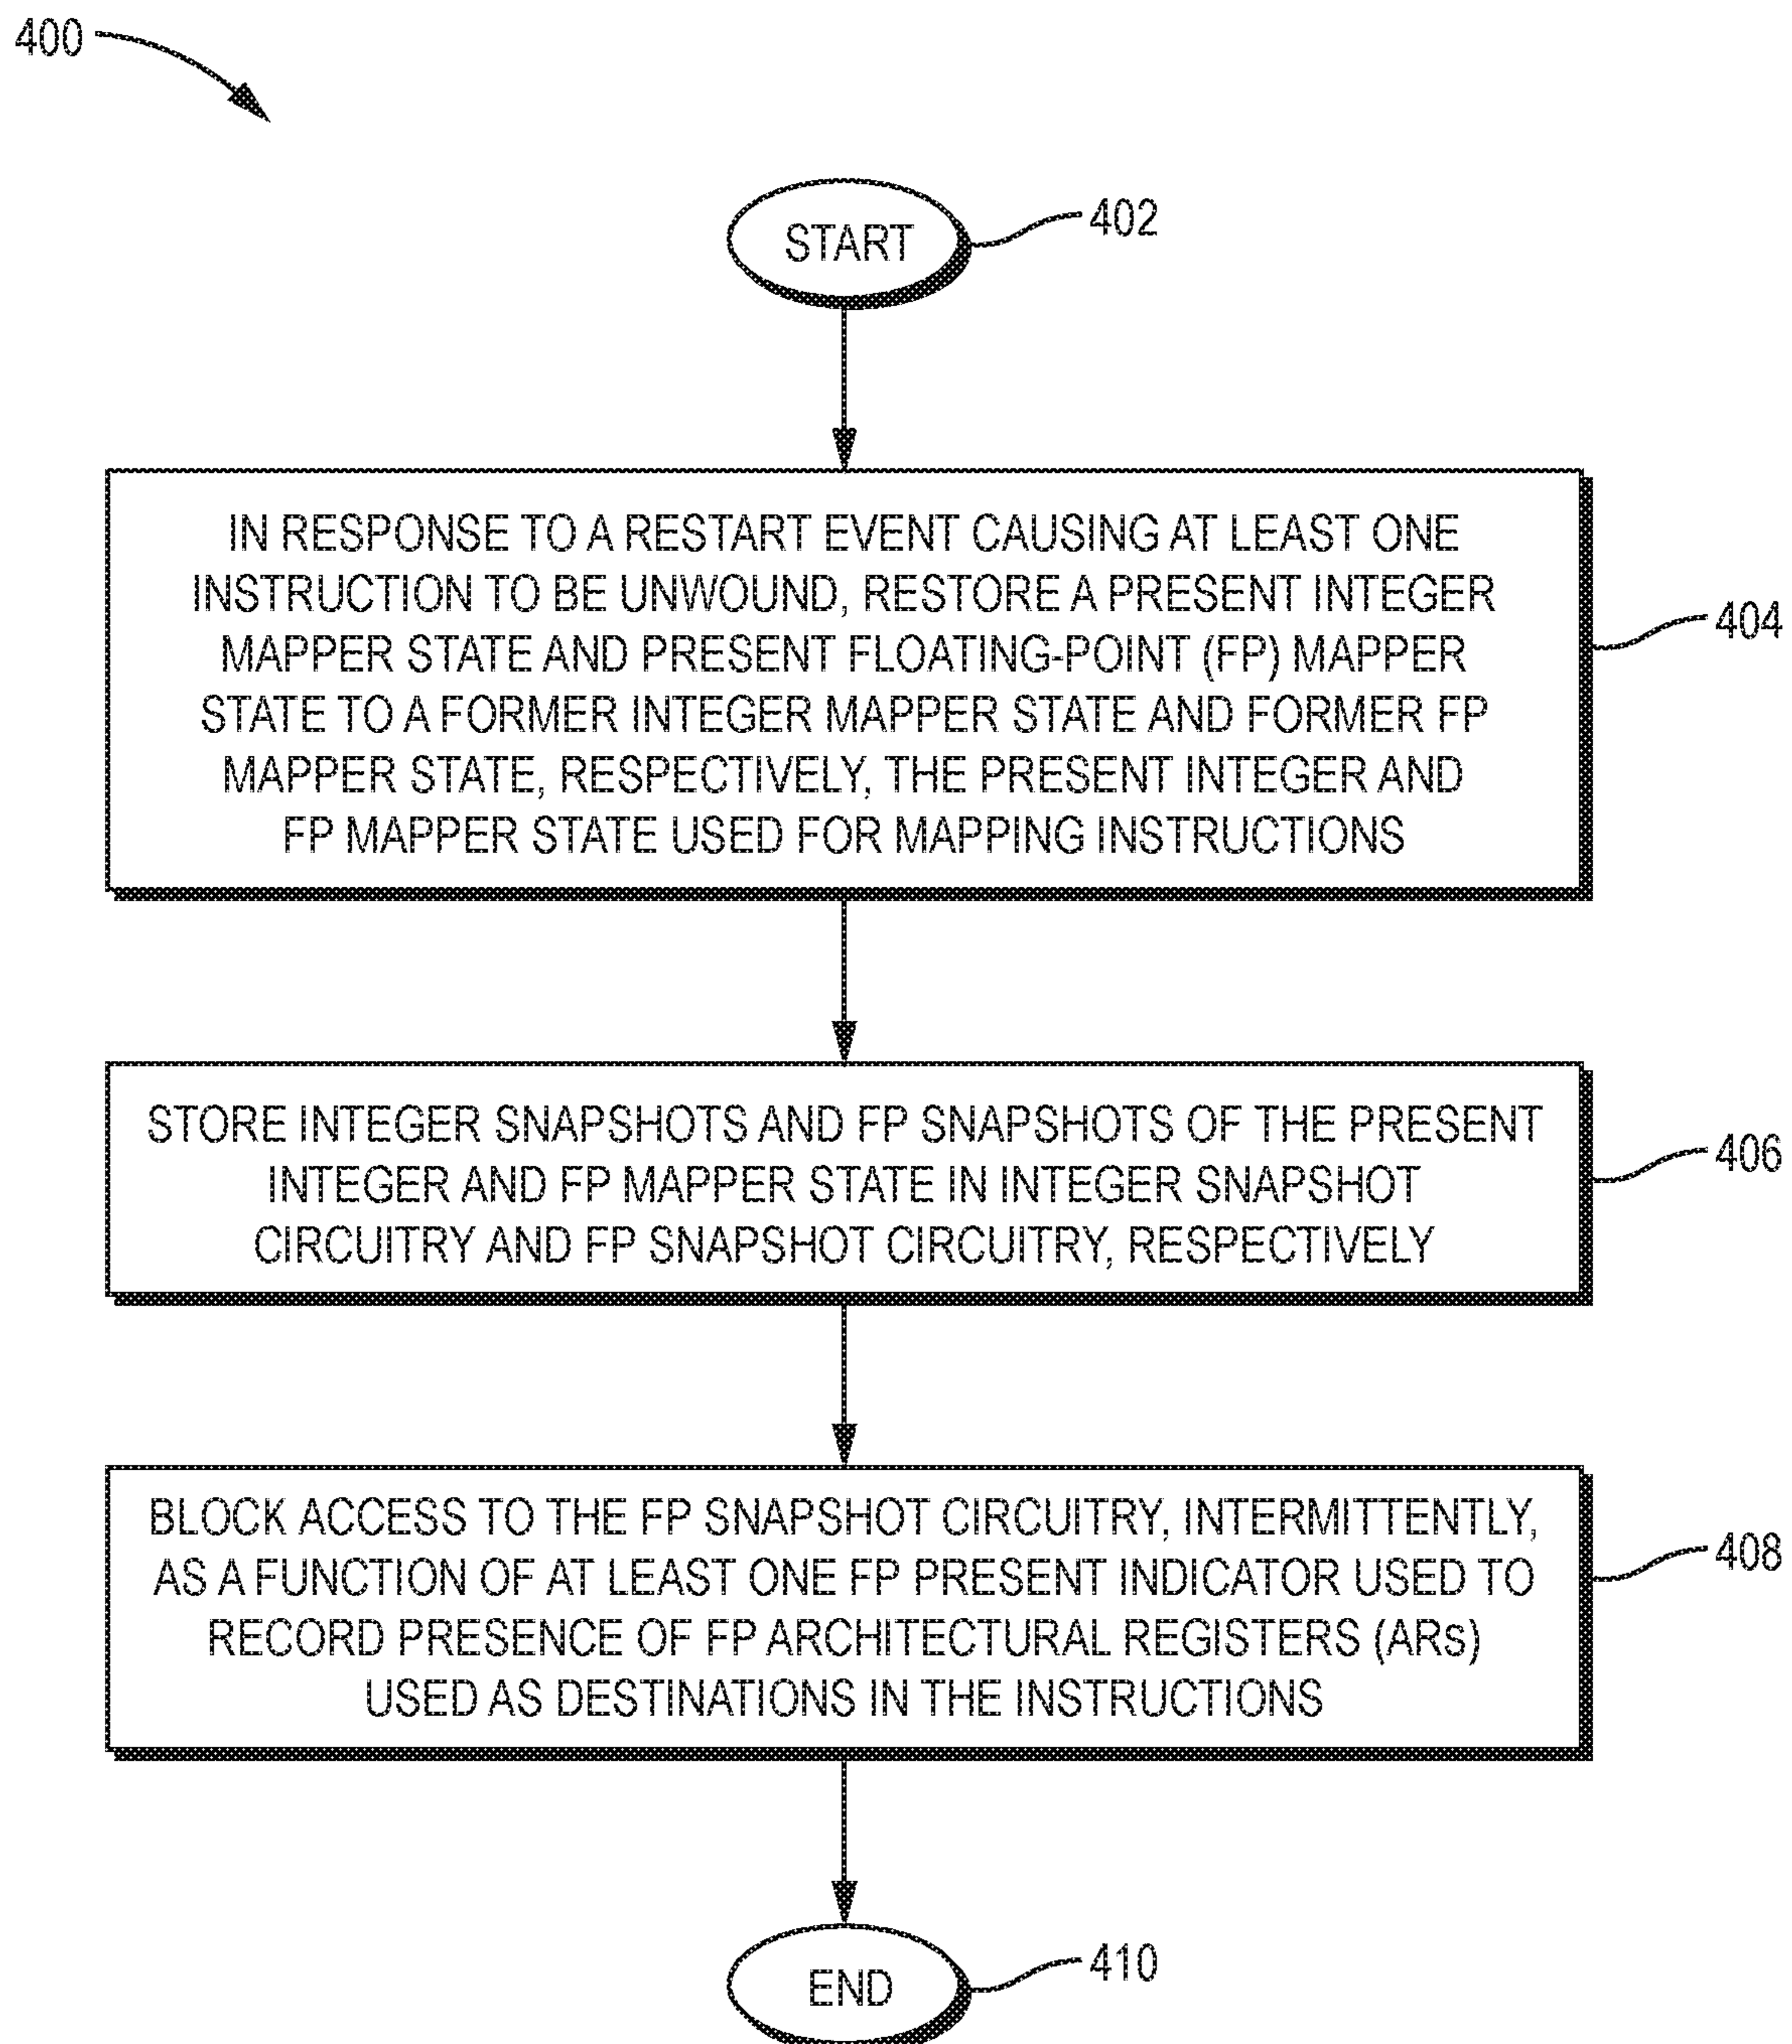 400
START
402
IN RESPONSE TO A RESTART EVENT CAUSING AT LEAST ONE
INSTRUCTION TO BE UNWOUND, RESTORE A PRESENT INTEGER
MAPPER STATE AND PRESENT FLOATING-POINT (FP) MAPPER
STATE TO A FORMER INTEGER MAPPER STATE AND FORMER FP
MAPPER STATE, RESPECTIVELY, THE PRESENT INTEGER AND
FP MAPPER STATE USED FOR MAPPING INSTRUCTIONS
404
STORE INTEGER SNAPSHOTS AND FP SNAPSHOTS OF THE PRESENT
INTEGER AND FP MAPPER STATE IN INTEGER SNAPSHOT
CIRCUITRY AND FP SNAPSHOT CIRCUITRY, RESPECTIVELY
406
BLOCK ACCESS TO THE FP SNAPSHOT CIRCUITRY, INTERMITTENTLY,
AS A FUNCTION OF AT LEAST ONE FP PRESENT INDICATOR USED TO
RECORD PRESENCE OF FP ARCHITECTURAL REGISTERS (ARs)
USED AS DESTINATIONS IN THE INSTRUCTIONS
408
END
410